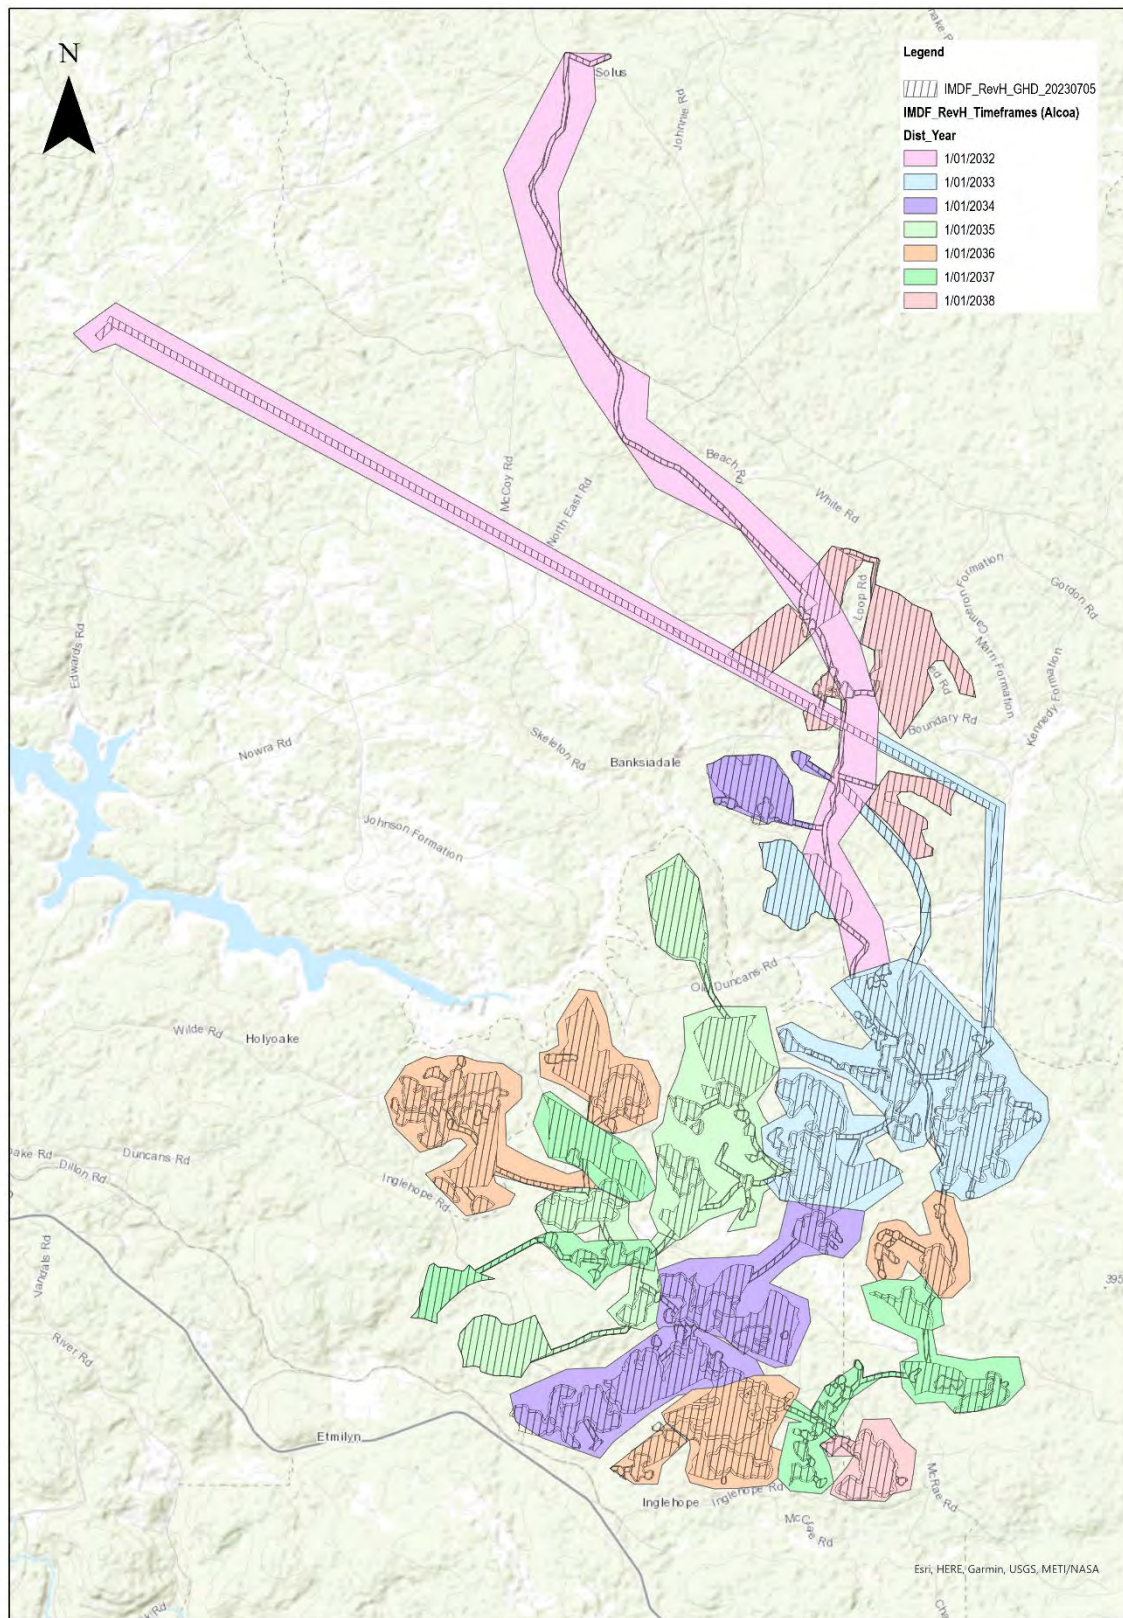 N
Solus
Johnnie Rd
Legend
IMDF_RevH_GHD_20230705
IMDF_RevH_Timeframes (Alcoa)
Dist_Year
1/01/2032
1/01/2033
1/01/2034
1/01/2035
1/01/2036
1/01/2037
1/01/2038
McCoy Rd
North East Rd
White Rd
Loop Rd
Cameron Formation
Gordon Rd
Marri Formation
Kennedy Formation
Boundary Rd
Edwards Rd
Nowra Rd
Skeleton Rd
Banksiadale
Johnson Formation
Old Duncans Rd
Wilde Rd
Holyoake
Duncans Rd
Dillon Rd
Inglehope Rd
Vandals Rd
River Rd
395
Etmilyn
Inglehope
Inglehope Rd
McRae Rd
Esri, HERE, Garmin, USGS, METI/NASA